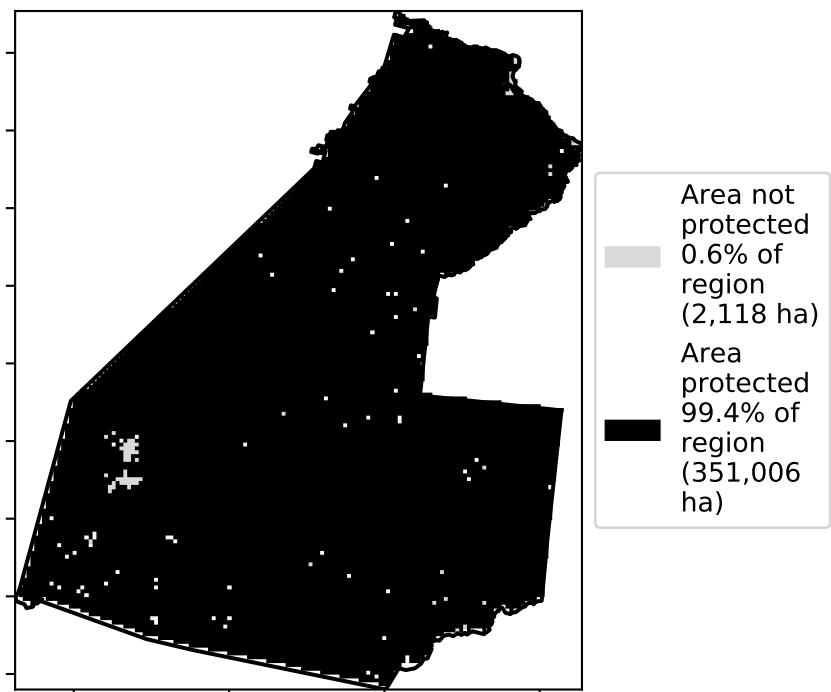 Area not
protected
0.6% of
region
(2,118 ha)
Area
protected
99.4% of
region
(351,006
ha)